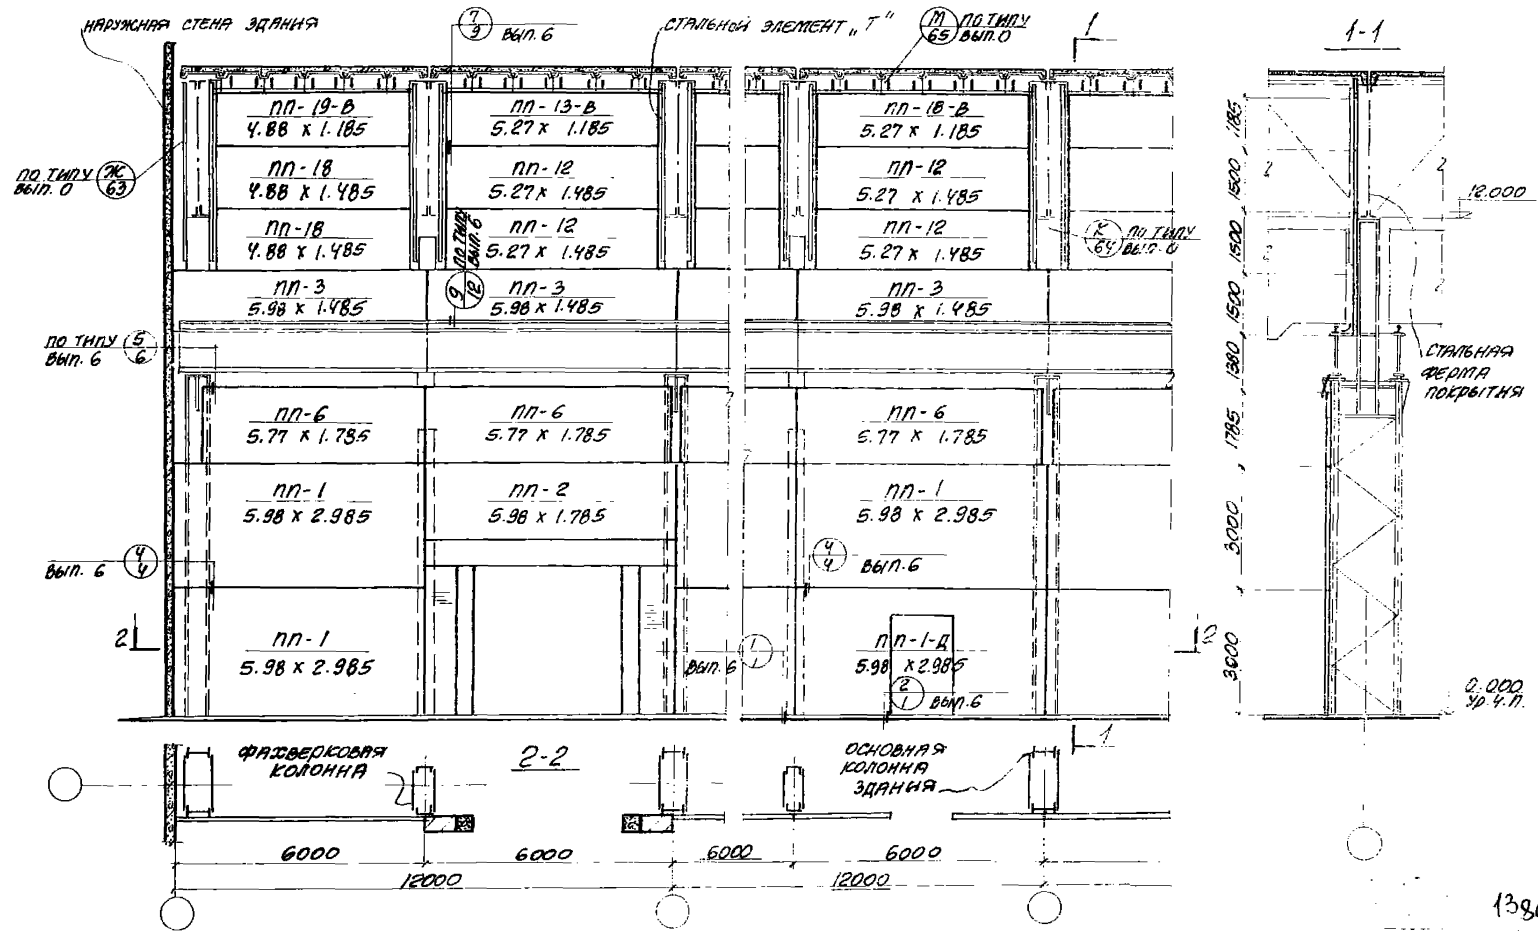 НАРУЖНАЯ СТЕНА ЗДАНИЯ
7
9
ВЫП. 6
СТАЛЬНОЙ ЭЛЕМЕНТ „Т"
М
65
ПО ТИПУ
ВЫП. 0
1
1-1
ПП-19-В
4.88 х 1.185
ПП-13-В
5.27 х 1.185
ПП-18-В
5.27 х 1.185
ПО ТИПУ
ВЫП. 0
Ж
63
ПП-18
4.88 х 1.485
ПП-12
5.27 х 1.485
ПП-12
5.27 х 1.485
ПП-18
4.88 х 1.485
ПП-12
5.27 х 1.485
ПП-12
5.27 х 1.485
К
64
ПО ТИПУ
ВЫП. 0
12.000
9
12
ПО ТИПУ
ВЫП. 6
ПП-3
5.98 х 1.485
ПП-3
5.98 х 1.485
ПП-3
5.98 х 1.485
ПО ТИПУ
ВЫП. 6
5
6
1185
1500
1500
1500
1380
1785
3000
3000
СТАЛЬНАЯ
ФЕРМА
ПОКРЫТИЯ
ПП-6
5.77 х 1.785
ПП-6
5.77 х 1.785
ПП-6
5.77 х 1.785
ПП-1
5.98 х 2.985
ПП-2
5.98 х 1.785
ПП-1
5.98 х 2.985
ВЫП. 6
4
4
4
4
ВЫП. 6
2
ПП-1
5.98 х 2.985
ВЫП. 6
1
1
ПП-1-Д
5.98 х 2.985
2
1
ВЫП. 6
2
0.000
УР. Ч. П.
ФАХВЕРКОВАЯ
КОЛОННА
2-2
ОСНОВНАЯ
КОЛОННА
ЗДАНИЯ
1
6000
6000
6000
6000
12000
12000